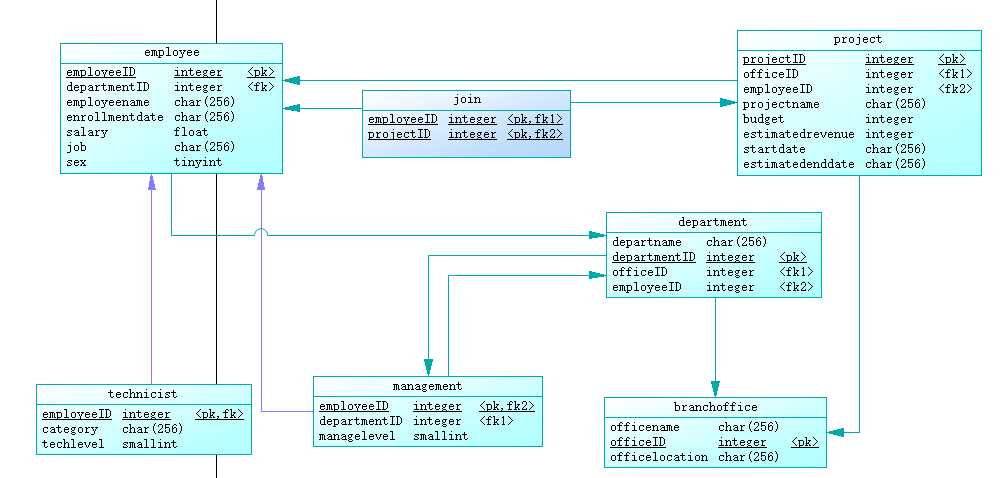 employee
employeeID integer <pk>
departmentID integer <fk>
employeename char(256)
enrollmentdate char(256)
salary float
job char(256)
sex tinyint
join
employeeID integer <pk,fk1>
projectID integer <pk,fk2>
project
projectID integer <pk>
officeID integer <fk1>
employeeID integer <fk2>
projectname char(256)
budget integer
estimatedrevenue integer
startdate char(256)
estimatedenddate char(256)
department
departname char(256)
departmentID integer <pk>
officeID integer <fk1>
employeeID integer <fk2>
technicist
employeeID integer <pk,fk>
category char(256)
techlevel smallint
management
employeeID integer <pk,fk2>
departmentID integer <fk1>
managelevel smallint
branchoffice
officename char(256)
officeID integer <pk>
officelocation char(256)